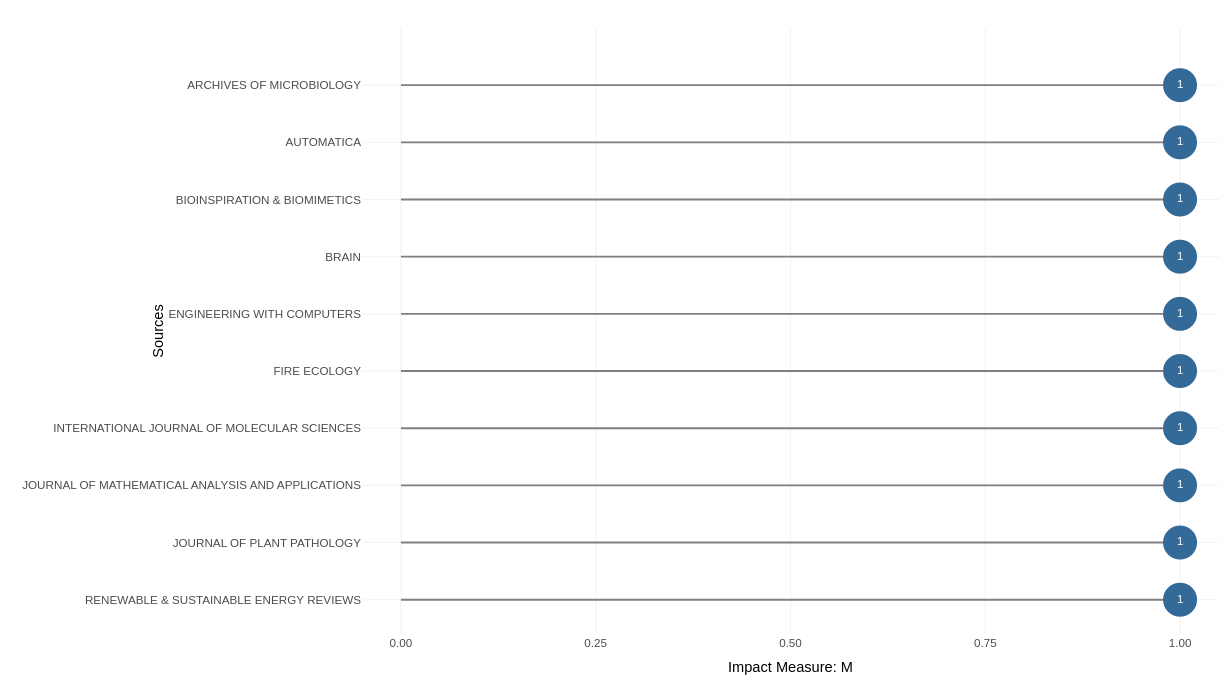 ARCHIVES OF MICROBIOLOGY 1
AUTOMATICA 1
BIOINSPIRATION & BIOMIMETICS 1
BRAIN 1
Sources
ENGINEERING WITH COMPUTERS 1
FIRE ECOLOGY 1
INTERNATIONAL JOURNAL OF MOLECULAR SCIENCES 1
JOURNAL OF MATHEMATICAL ANALYSIS AND APPLICATIONS 1
JOURNAL OF PLANT PATHOLOGY 1
RENEWABLE & SUSTAINABLE ENERGY REVIEWS 1
0.00 0.25 0.50 0.75 1.00
Impact Measure: M